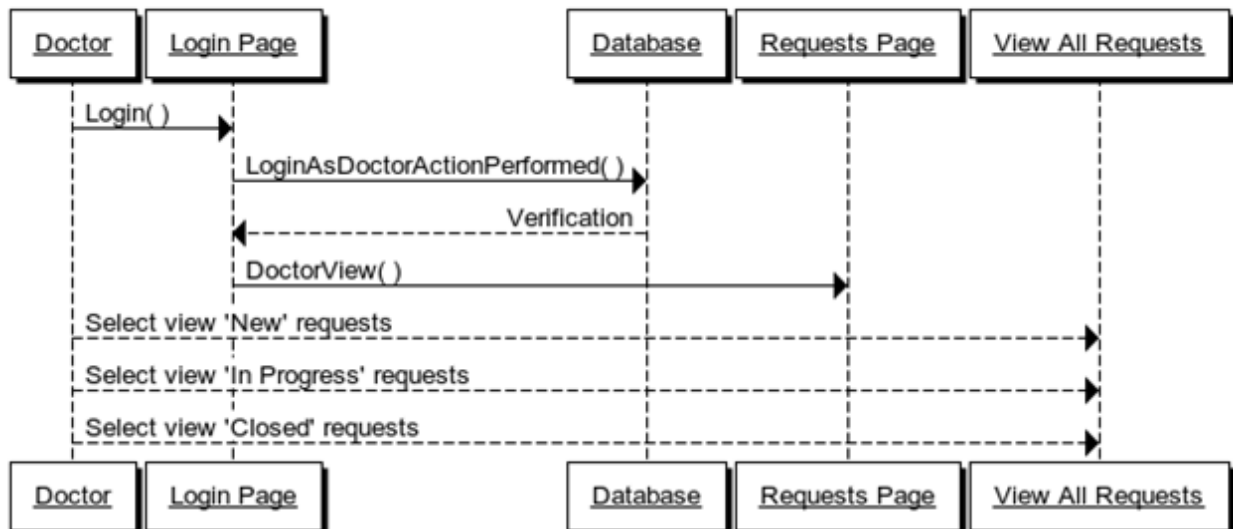 Doctor
Login Page
Database
Requests Page
View All Requests
Login( )
LoginAsDoctorActionPerformed( )
Verification
DoctorView( )
Select view 'New' requests
Select view 'In Progress' requests
Select view 'Closed' requests
Doctor
Login Page
Database
Requests Page
View All Requests